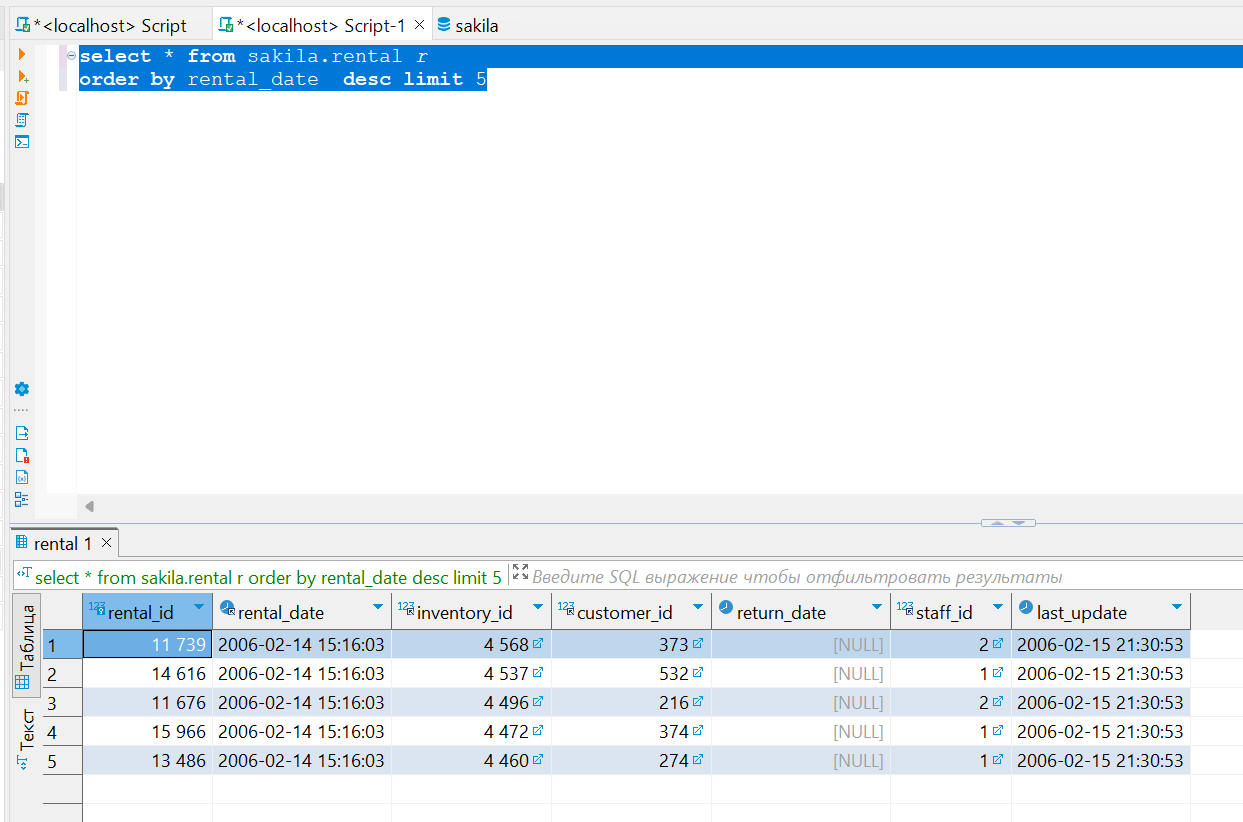 *<localhost> Script
*<localhost> Script-1
sakila
select * from sakila.rental r
order by rental_date  desc limit 5
rental 1
select * from sakila.rental r order by rental_date desc limit 5
Введите SQL выражение чтобы отфильтровать результаты
Таблица
Текст
123 rental_id rental_date 123 inventory_id 123 customer_id return_date 123 staff_id last_update
1 11 739 2006-02-14 15:16:03 4 568 373 [NULL] 2 2006-02-15 21:30:53
2 14 616 2006-02-14 15:16:03 4 537 532 [NULL] 1 2006-02-15 21:30:53
3 11 676 2006-02-14 15:16:03 4 496 216 [NULL] 2 2006-02-15 21:30:53
4 15 966 2006-02-14 15:16:03 4 472 374 [NULL] 1 2006-02-15 21:30:53
5 13 486 2006-02-14 15:16:03 4 460 274 [NULL] 1 2006-02-15 21:30:53